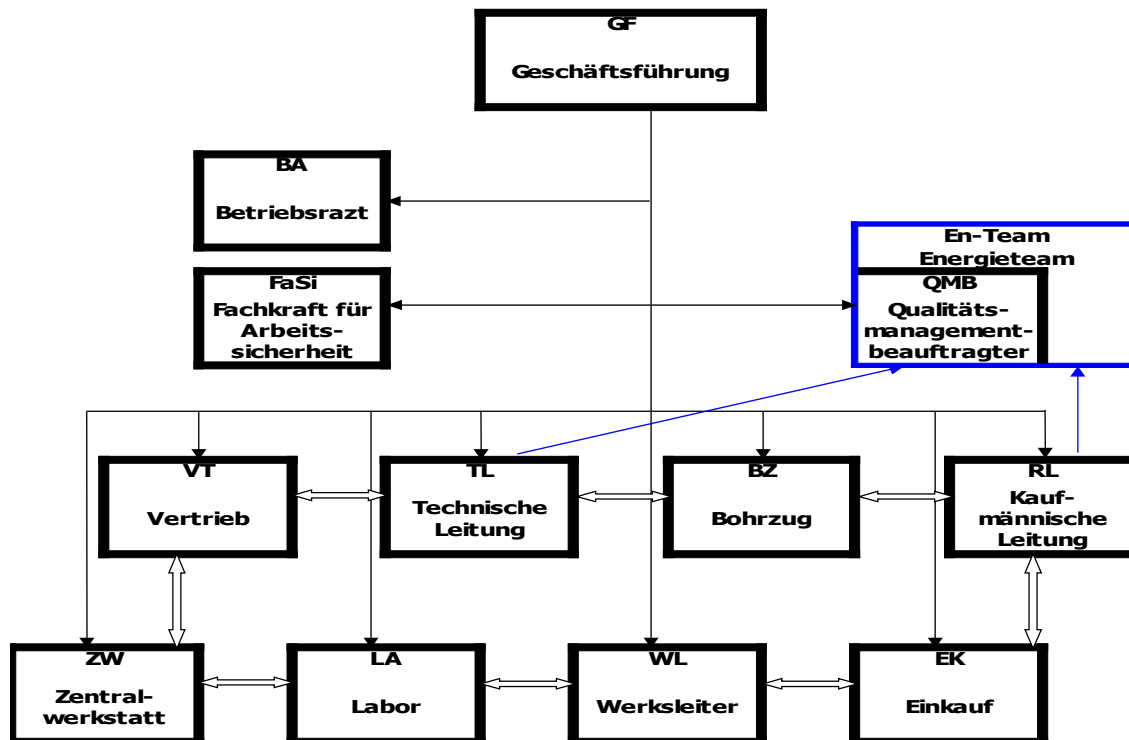 GF
Geschäftsführung
BA
Betriebsrazt
En-Team
Energieteam
FaSi
Fachkraft für
Arbeits-
sicherheit
QMB
Qualitäts-
management-
beauftragter
VT
Vertrieb
TL
Technische
Leitung
BZ
Bohrzug
RL
Kauf-
männische
Leitung
ZW
Zentral-
werkstatt
LA
Labor
WL
Werksleiter
EK
Einkauf